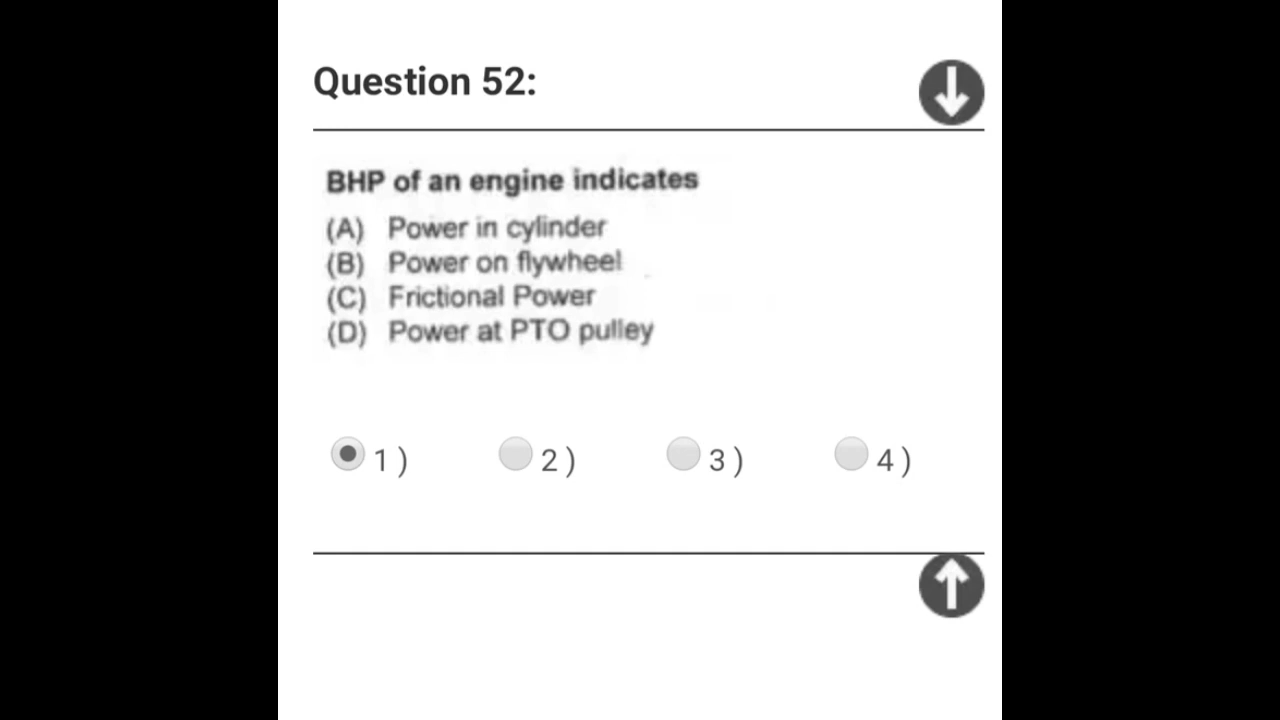 Question 52:
BHP of an engine indicates
(A) Power in cylinder
(B) Power on flywheel
(C) Frictional Power
(D) Power at PTO pulley
1 ) 2 ) 3 ) 4 )